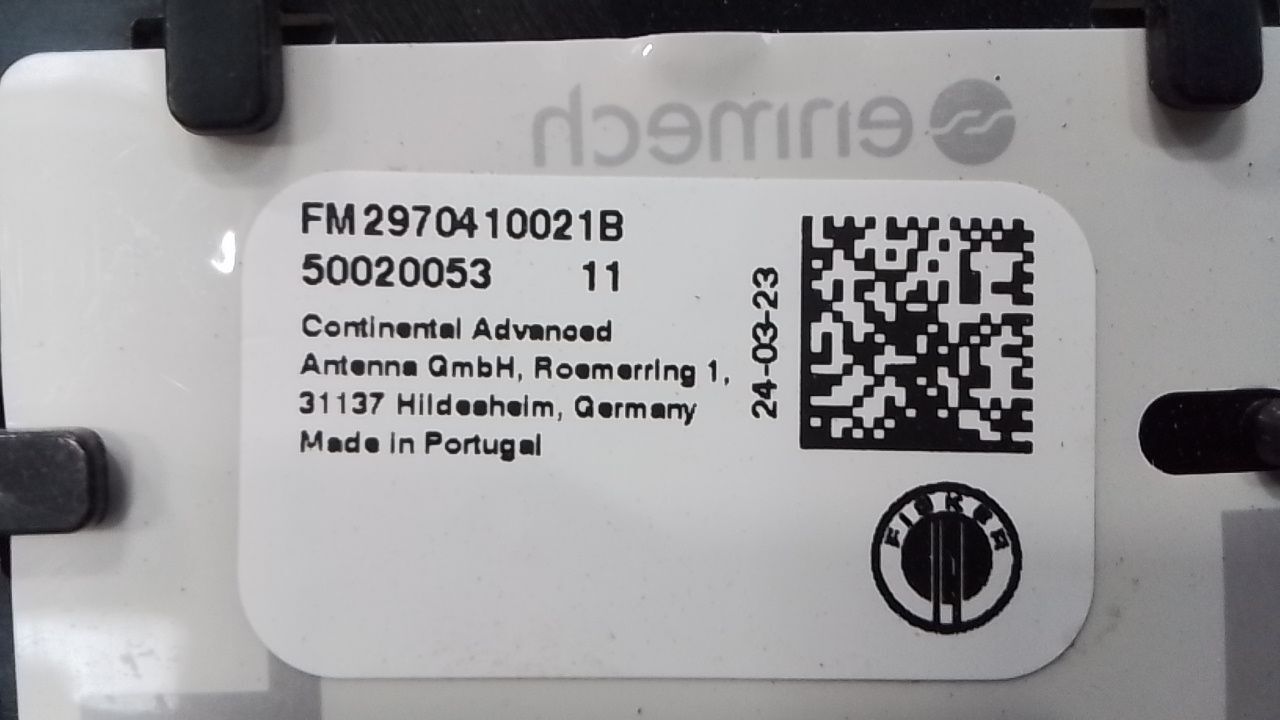 enmech
FM2970410021B
50020053 11
Continental Advanced
Antenna GmbH, Roemerring 1,
31137 Hildesheim, Germany
Made in Portugal
24-03-23
FISKER